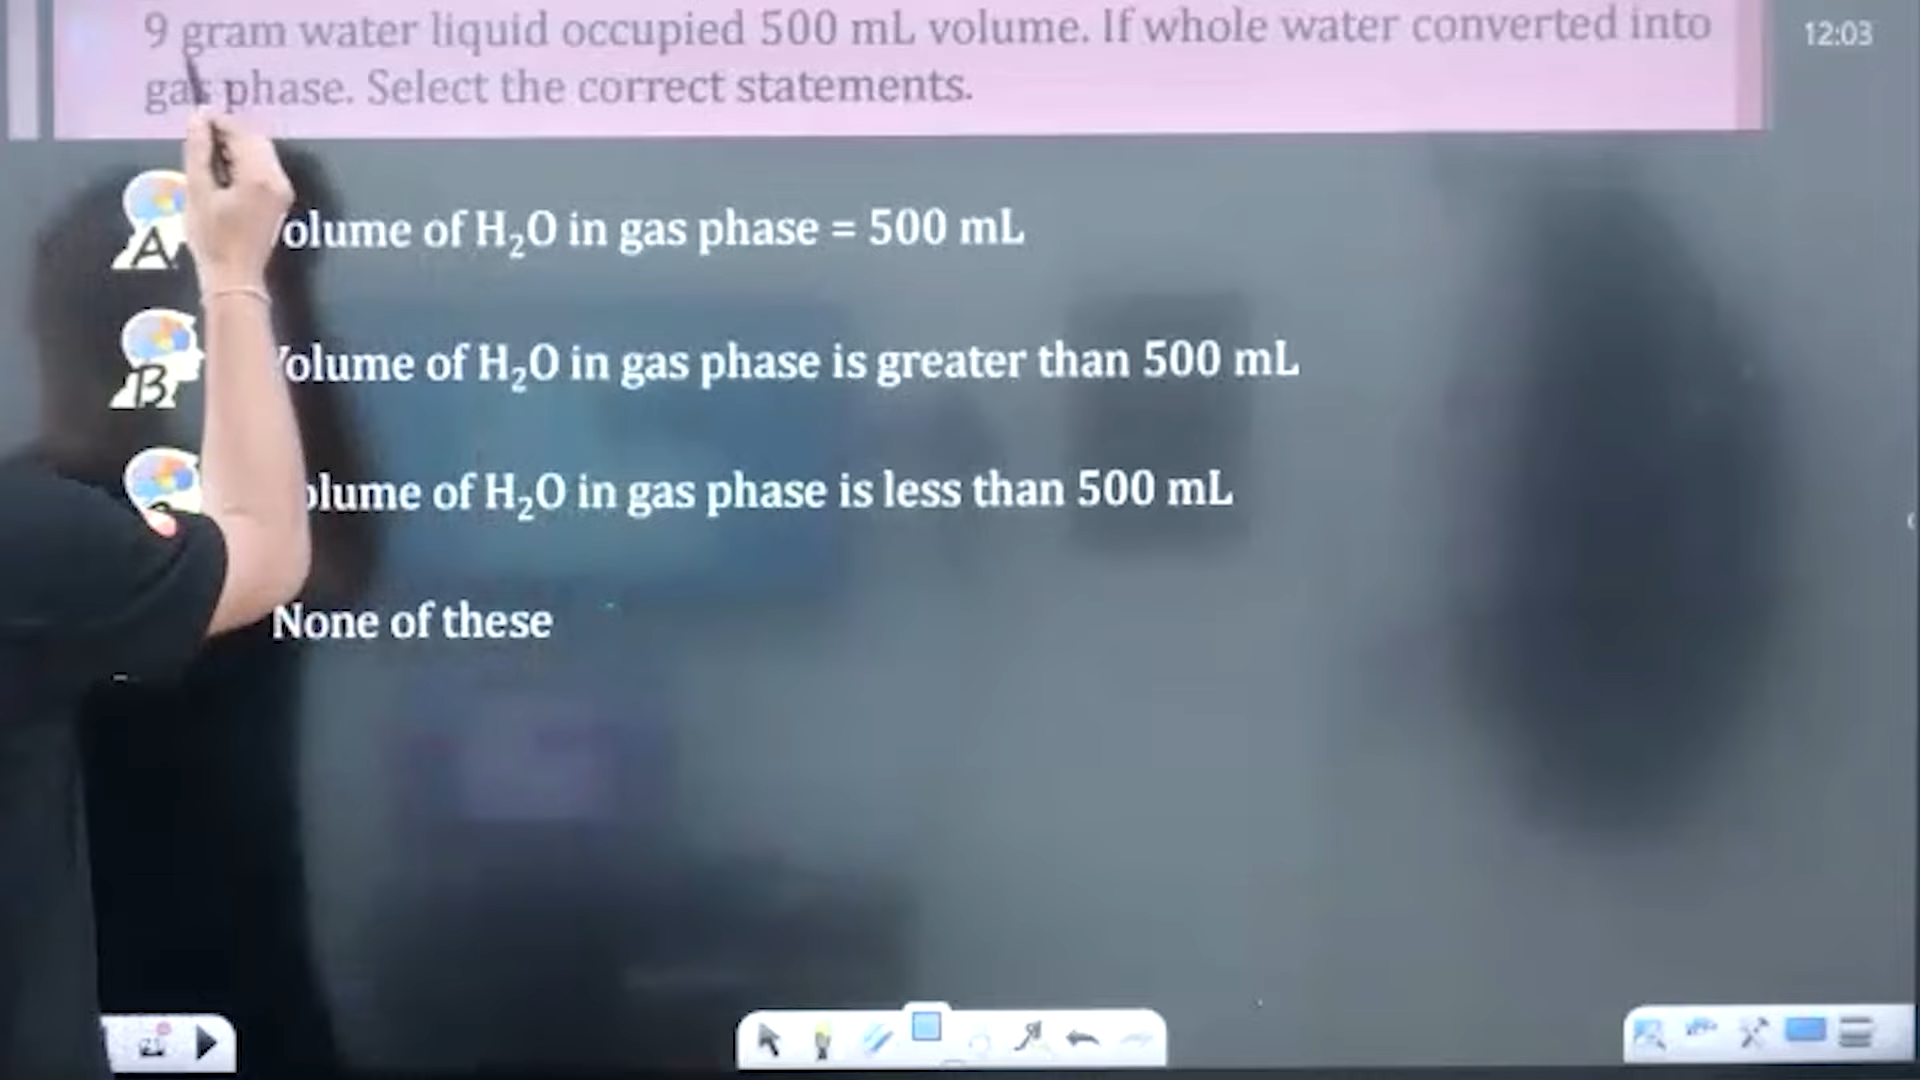 9 gram water liquid occupied 500 mL volume. If whole water converted into
12:03
gas phase. Select the correct statements.
A olume of H₂O in gas phase = 500 mL
B Volume of H₂O in gas phase is greater than 500 mL
olume of H₂O in gas phase is less than 500 mL
None of these